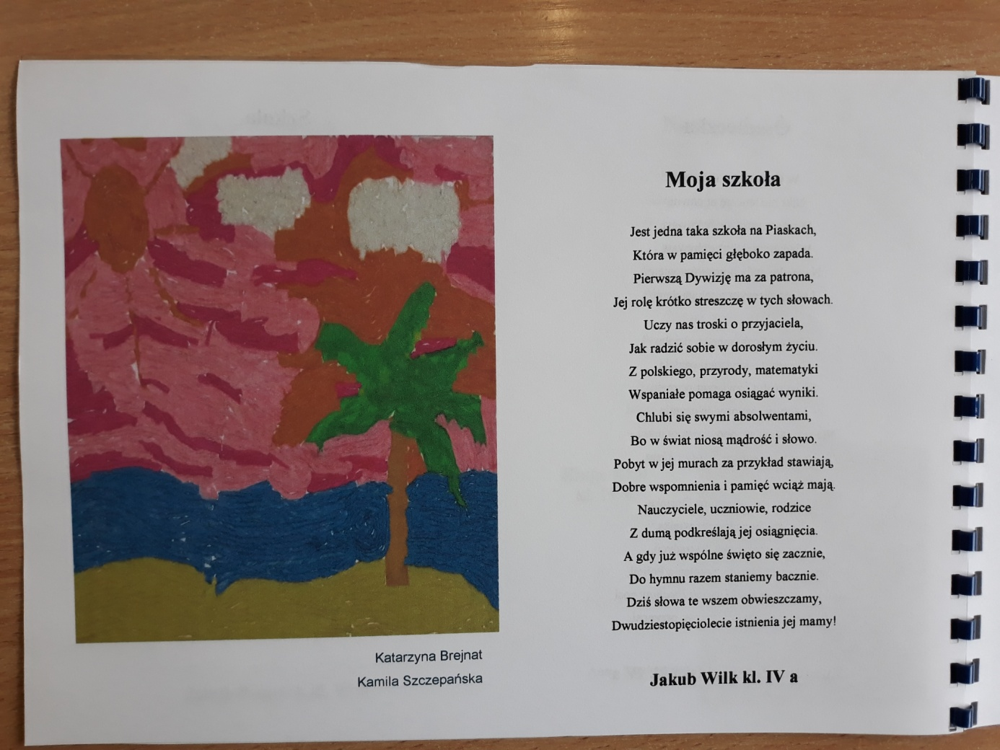 Katarzyna Brejnat
Kamila Szczepańska
Moja szkoła
Jest jedna taka szkoła na Piaskach,
Która w pamięci głęboko zapada.
Pierwszą Dywizję ma za patrona,
Jej rolę krótko streszczę w tych słowach.
Uczy nas troski o przyjaciela,
Jak radzić sobie w dorosłym życiu.
Z polskiego, przyrody, matematyki
Wspaniałe pomaga osiągać wyniki.
Chlubi się swymi absolwentami,
Bo w świat niosą mądrość i słowo.
Pobyt w jej murach za przykład stawiają,
Dobre wspomnienia i pamięć wciąż mają.
Nauczyciele, uczniowie, rodzice
Z dumą podkreślają jej osiągnięcia.
A gdy już wspólne święto się zacznie,
Do hymnu razem staniemy bacznie.
Dziś słowa te wszem obwieszczamy,
Dwudziestopięciolecie istnienia jej mamy!
Jakub Wilk kl. IV a